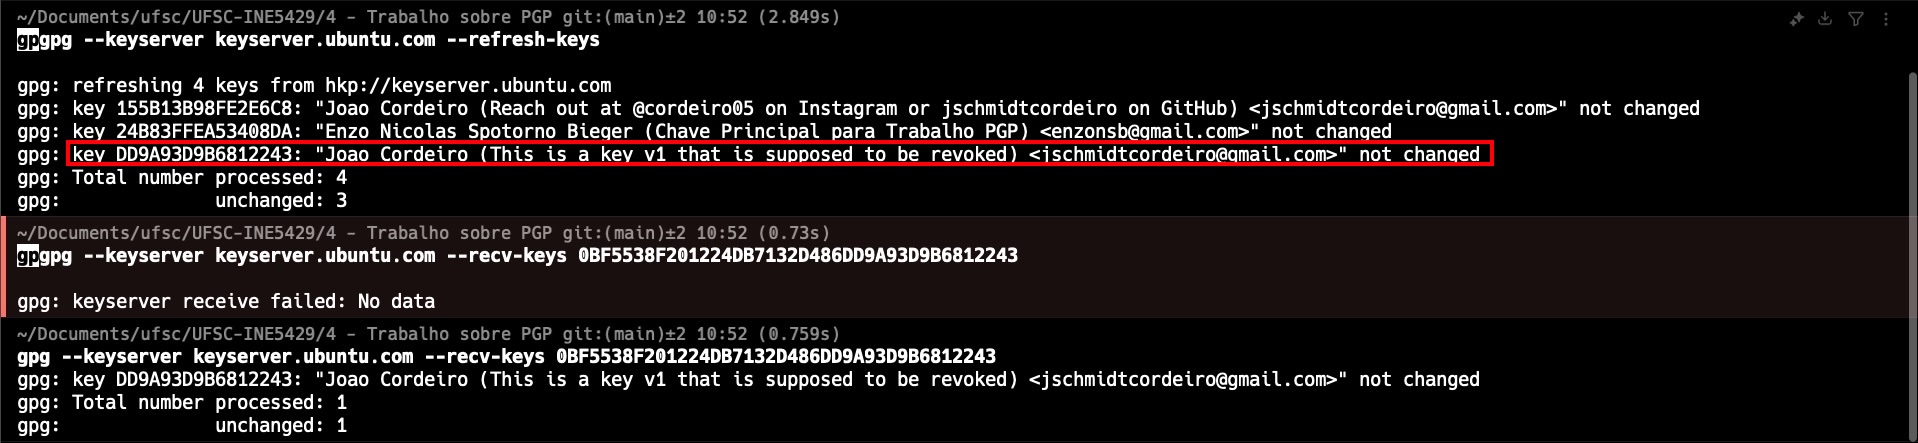 ~/Documents/ufsc/UFSC-INE5429/4 - Trabalho sobre PGP git:(main)±2 10:52 (2.849s)
gpgpg --keyserver keyserver.ubuntu.com --refresh-keys
gpg: refreshing 4 keys from hkp://keyserver.ubuntu.com
gpg: key 155B13B98FE2E6C8: "Joao Cordeiro (Reach out at @cordeiro05 on Instagram or jschmidtcordeiro on GitHub) <jschmidtcordeiro@gmail.com>" not changed
gpg: key 24B83FFEA53408DA: "Enzo Nicolas Spotorno Bieger (Chave Principal para Trabalho PGP) <enzonsb@gmail.com>" not changed
gpg: key DD9A93D9B6812243: "Joao Cordeiro (This is a key v1 that is supposed to be revoked) <jschmidtcordeiro@gmail.com>" not changed
gpg: Total number processed: 4
gpg:              unchanged: 3
~/Documents/ufsc/UFSC-INE5429/4 - Trabalho sobre PGP git:(main)±2 10:52 (0.73s)
gpgpg --keyserver keyserver.ubuntu.com --recv-keys 0BF5538F201224DB7132D486DD9A93D9B6812243
gpg: keyserver receive failed: No data
~/Documents/ufsc/UFSC-INE5429/4 - Trabalho sobre PGP git:(main)±2 10:52 (0.759s)
gpg --keyserver keyserver.ubuntu.com --recv-keys 0BF5538F201224DB7132D486DD9A93D9B6812243
gpg: key DD9A93D9B6812243: "Joao Cordeiro (This is a key v1 that is supposed to be revoked) <jschmidtcordeiro@gmail.com>" not changed
gpg: Total number processed: 1
gpg:              unchanged: 1